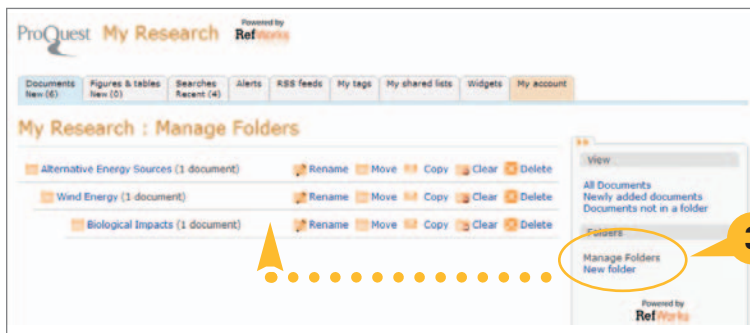 ProQuest My Research Powered by RefWorks
Documents New (6) Figures & tables New (0) Searches Recent (4) Alerts RSS feeds My tags My shared lists Widgets My account
My Research : Manage Folders
Alternative Energy Sources (1 document) Rename Move Copy Clear Delete
Wind Energy (1 document) Rename Move Copy Clear Delete
Biological Impacts (1 document) Rename Move Copy Clear Delete
View
All Documents
Newly added documents
Documents not in a folder
Folders
Manage Folders
New folder
3
Powered by
RefWorks